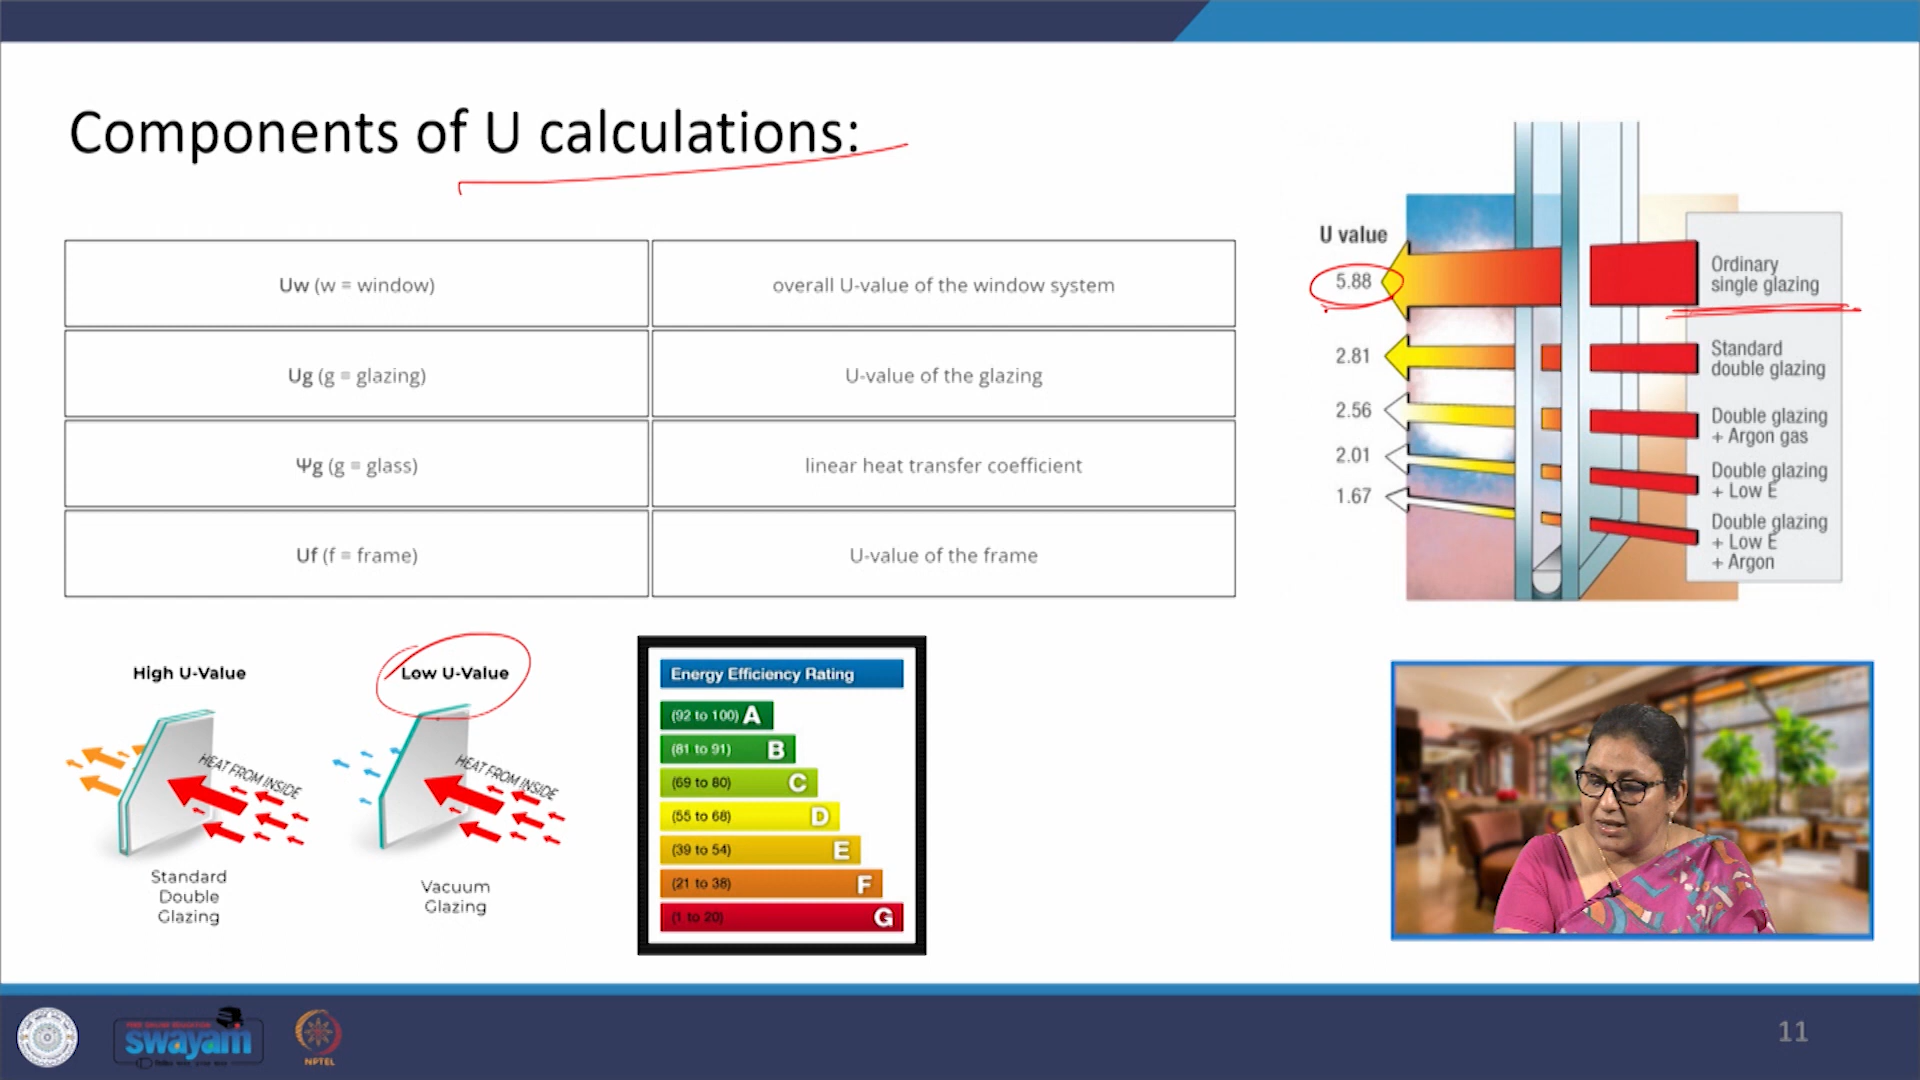 Components of U calculations:
Uw (w = window)
overall U-value of the window system
Ug (g = glazing)
U-value of the glazing
Ψg (g = glass)
linear heat transfer coefficient
Uf (f = frame)
U-value of the frame
U value
5.88
Ordinary
single glazing
2.81
Standard
double glazing
2.56
Double glazing
+ Argon gas
2.01
Double glazing
+ Low E
1.67
Double glazing
+ Low E
+ Argon
High U-Value
HEAT FROM INSIDE
Standard
Double
Glazing
Low U-Value
HEAT FROM INSIDE
Vacuum
Glazing
Energy Efficiency Rating
(92 to 100) A
(81 to 91) B
(69 to 80) C
(55 to 68) D
(39 to 54) E
(21 to 38) F
(1 to 20) G
FREE ONLINE EDUCATION
swayam
NPTEL
11